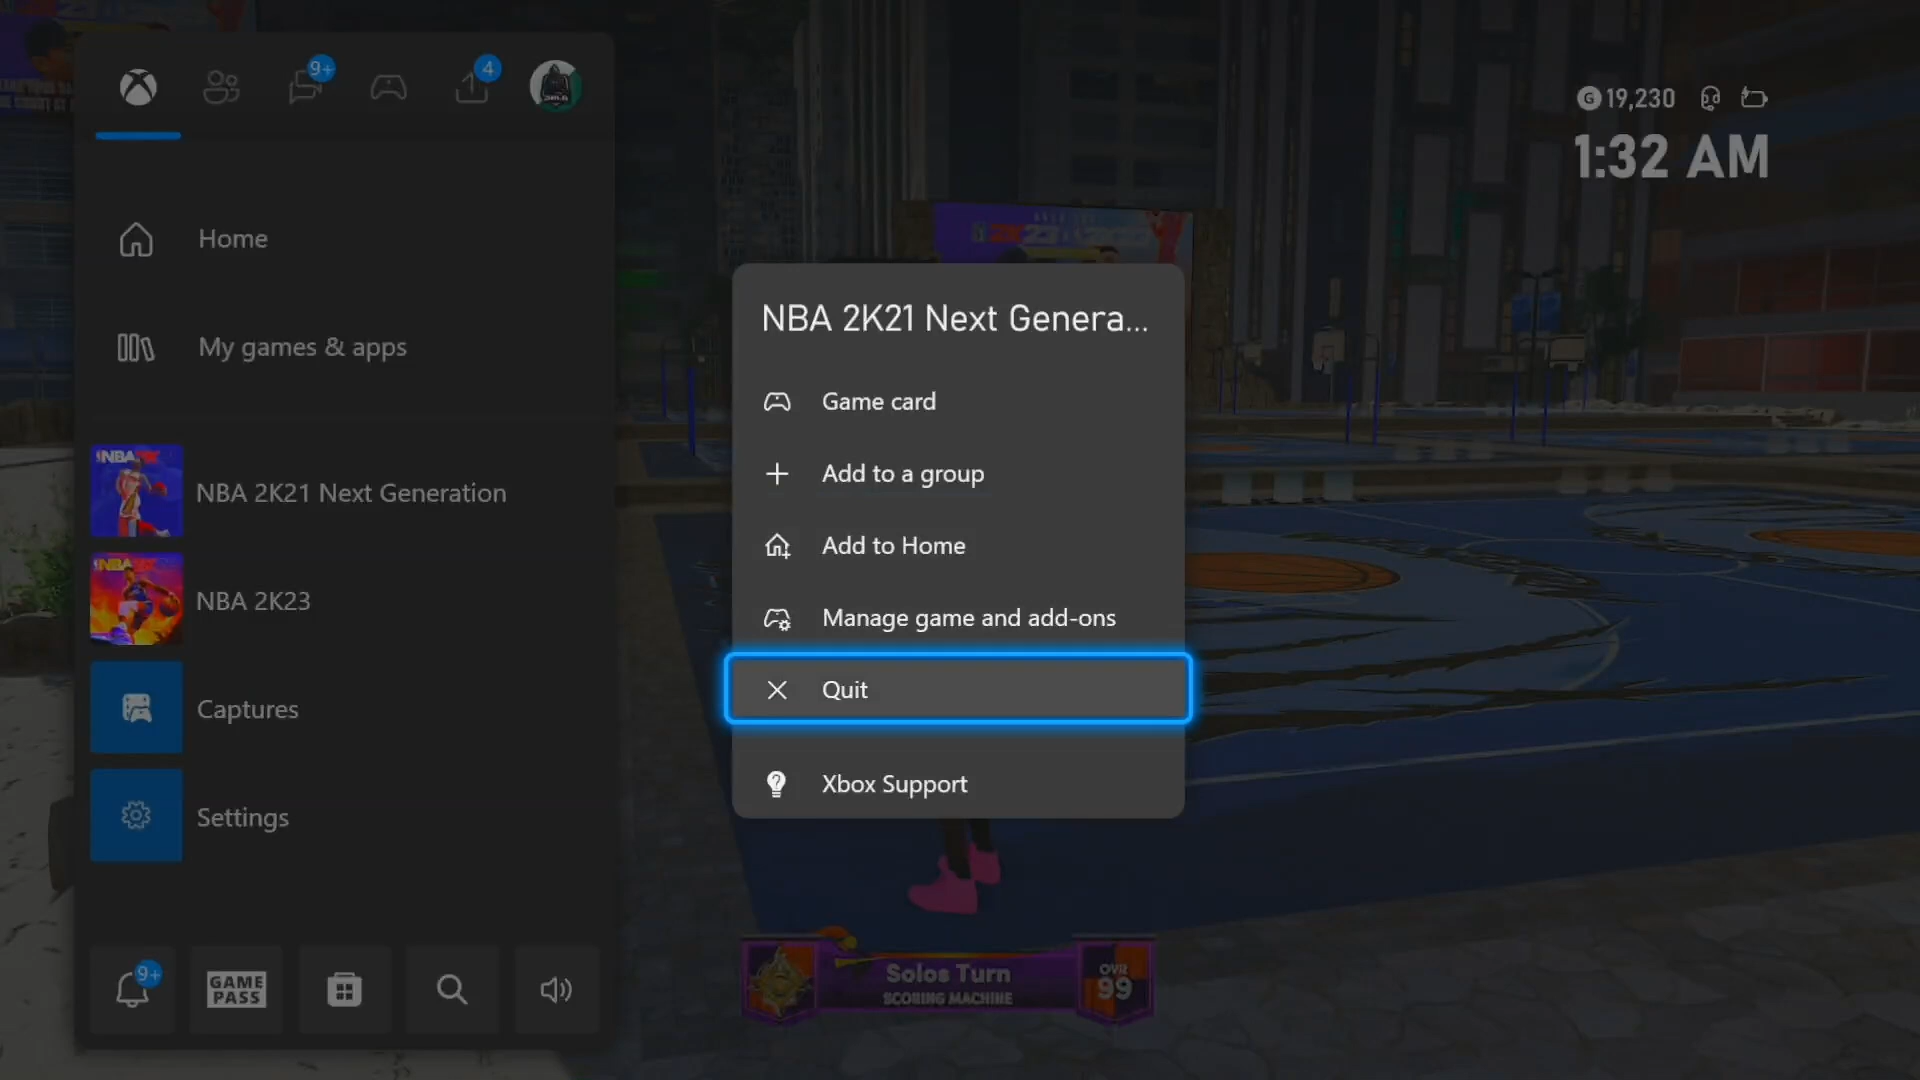 9+
4
G 19,230
1:32 AM
Home
My games & apps
NBA 2K21 Next Generation
NBA 2K23
Captures
Settings
9+
GAME
PASS
NBA 2K21 Next Genera...
Game card
Add to a group
Add to Home
Manage game and add-ons
Quit
Xbox Support
Solos Turn
SCORING MACHINE
OVR
99
2K23